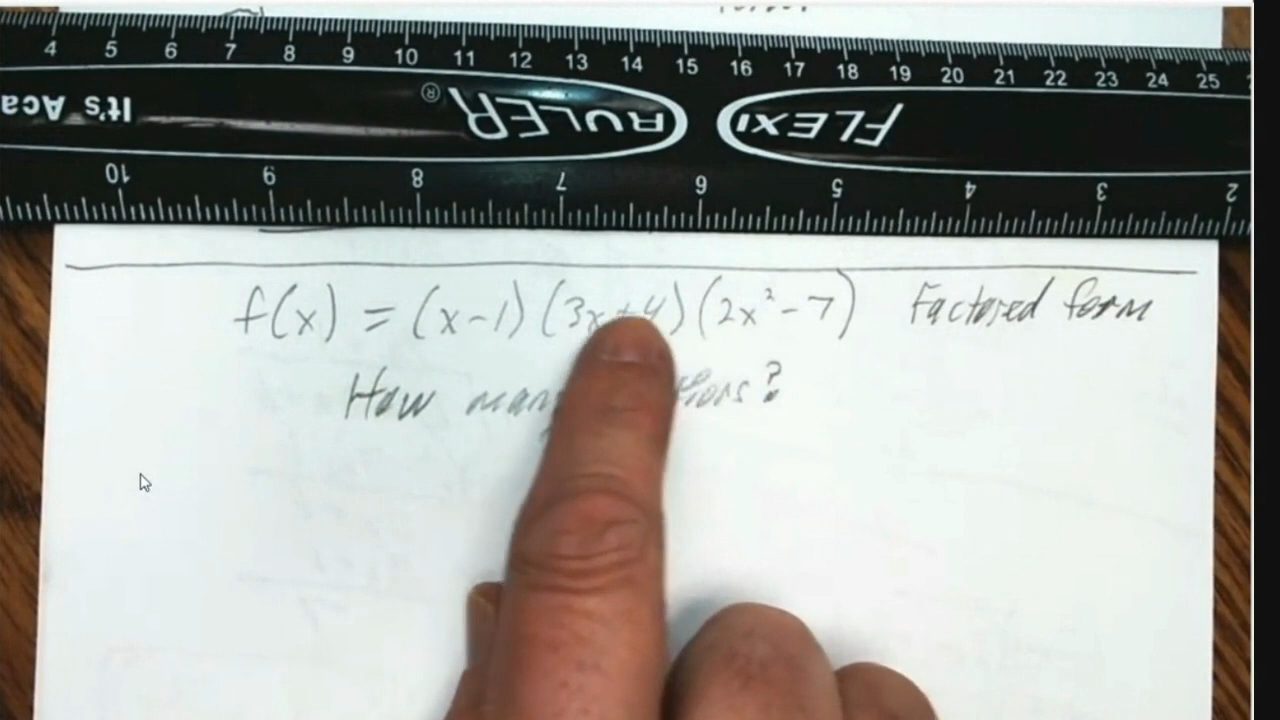 4 5 6 7 8 9 10 11 12 13 14 15 16 17 18 19 20 21 22 23 24 25
It's Aca RULER® FLEXI
10 9 8 7 6 5 4 3 2
f(x) = (x-1)(3x+4)(2x²-7) Factored form
How ?